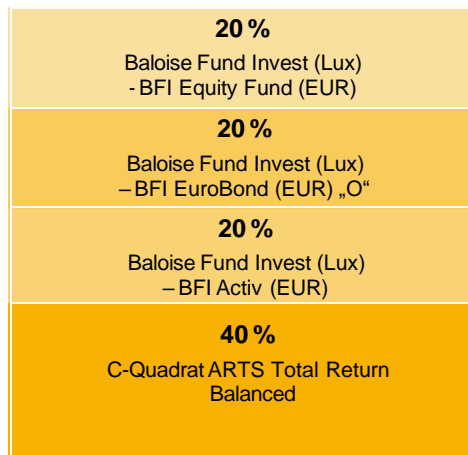 20 %
Baloise Fund Invest (Lux)
- BFI Equity Fund (EUR)
20 %
Baloise Fund Invest (Lux)
– BFI EuroBond (EUR) „O“
20 %
Baloise Fund Invest (Lux)
– BFI Activ (EUR)
40 %
C-Quadrat ARTS Total Return
Balanced